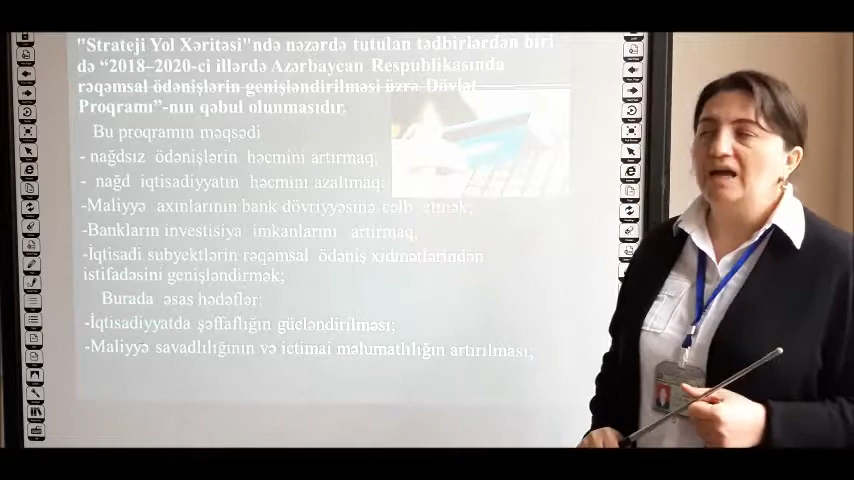 "Strateji Yol Xəritəsi"ndə nəzərdə tutulan tədbirlərdən biri
də “2018–2020-ci illərdə Azərbaycan Respublikasında
rəqəmsal ödənişlərin genişləndirilməsi üzrə Dövlət
Proqramı”-nın qəbul olunmasıdır.
Bu proqramın məqsədi
- nağdsız ödənişlərin həcmini artırmaq,
- nağd iqtisadiyyatın həcmini azaltmaq:
-Maliyyə axınlarının bank dövriyyəsinə cəlb etmək;
-Bankların investisiya imkanlarını artırmaq,
-İqtisadi subyektlərin rəqəmsal ödəniş xidmətlərindən
istifadəsini genişləndirmək;
Burada əsas hədəflər:
-İqtisadiyyatda şəffaflığın gücləndirilməsi;
-Maliyyə savadlılığının və ictimai məlumatlılığın artırılması;